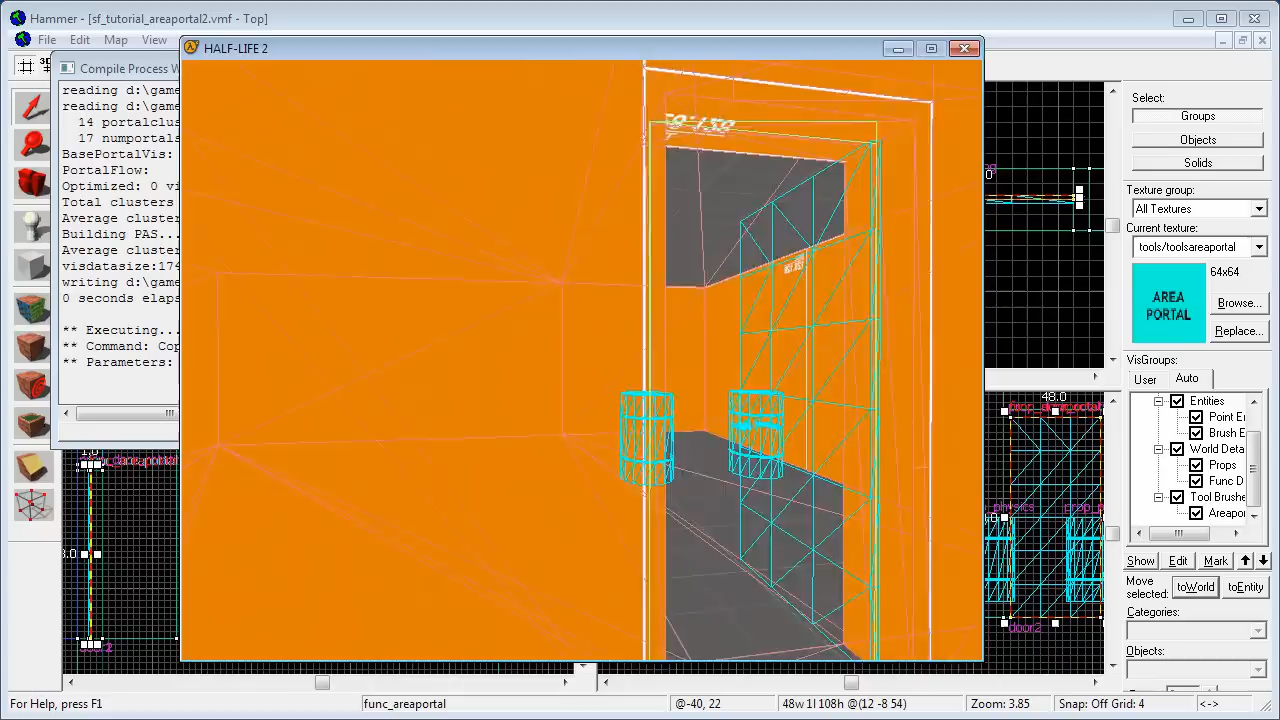 Hammer - [sf_tutorial_areaportal2.vmf - Top]
File Edit Map View
HALF-LIFE 2
Compile Process W
reading d:\game
reading d:\game
17 portalclus
17 numportals
BasePortalVis:
PortalFlow:
Optimized: 0 vi
Total clusters
Average cluster
Building PAS...
Average cluster
visdatasize:174
writing d:\game
0 seconds elaps
** Executing...
** Command: Cop
** Parameters:
Select:
Groups
Objects
Solids
Texture group:
All Textures
Current texture:
tools/toolsareaportal
AREA
PORTAL
64x64
Browse...
Replace...
VisGroups:
User Auto
Entities
Point E
Brush E
World Detai
Props
Func D
Tool Brushe
Areapor
Show Edit Mark
Move
selected:
toWorld toEntity
Categories:
Objects:
48.0
door2
For Help, press F1
func_areaportal
@-40, 22
48w 1l 108h @(12 -8 54)
Zoom: 3.85
Snap: Off Grid: 4
<->